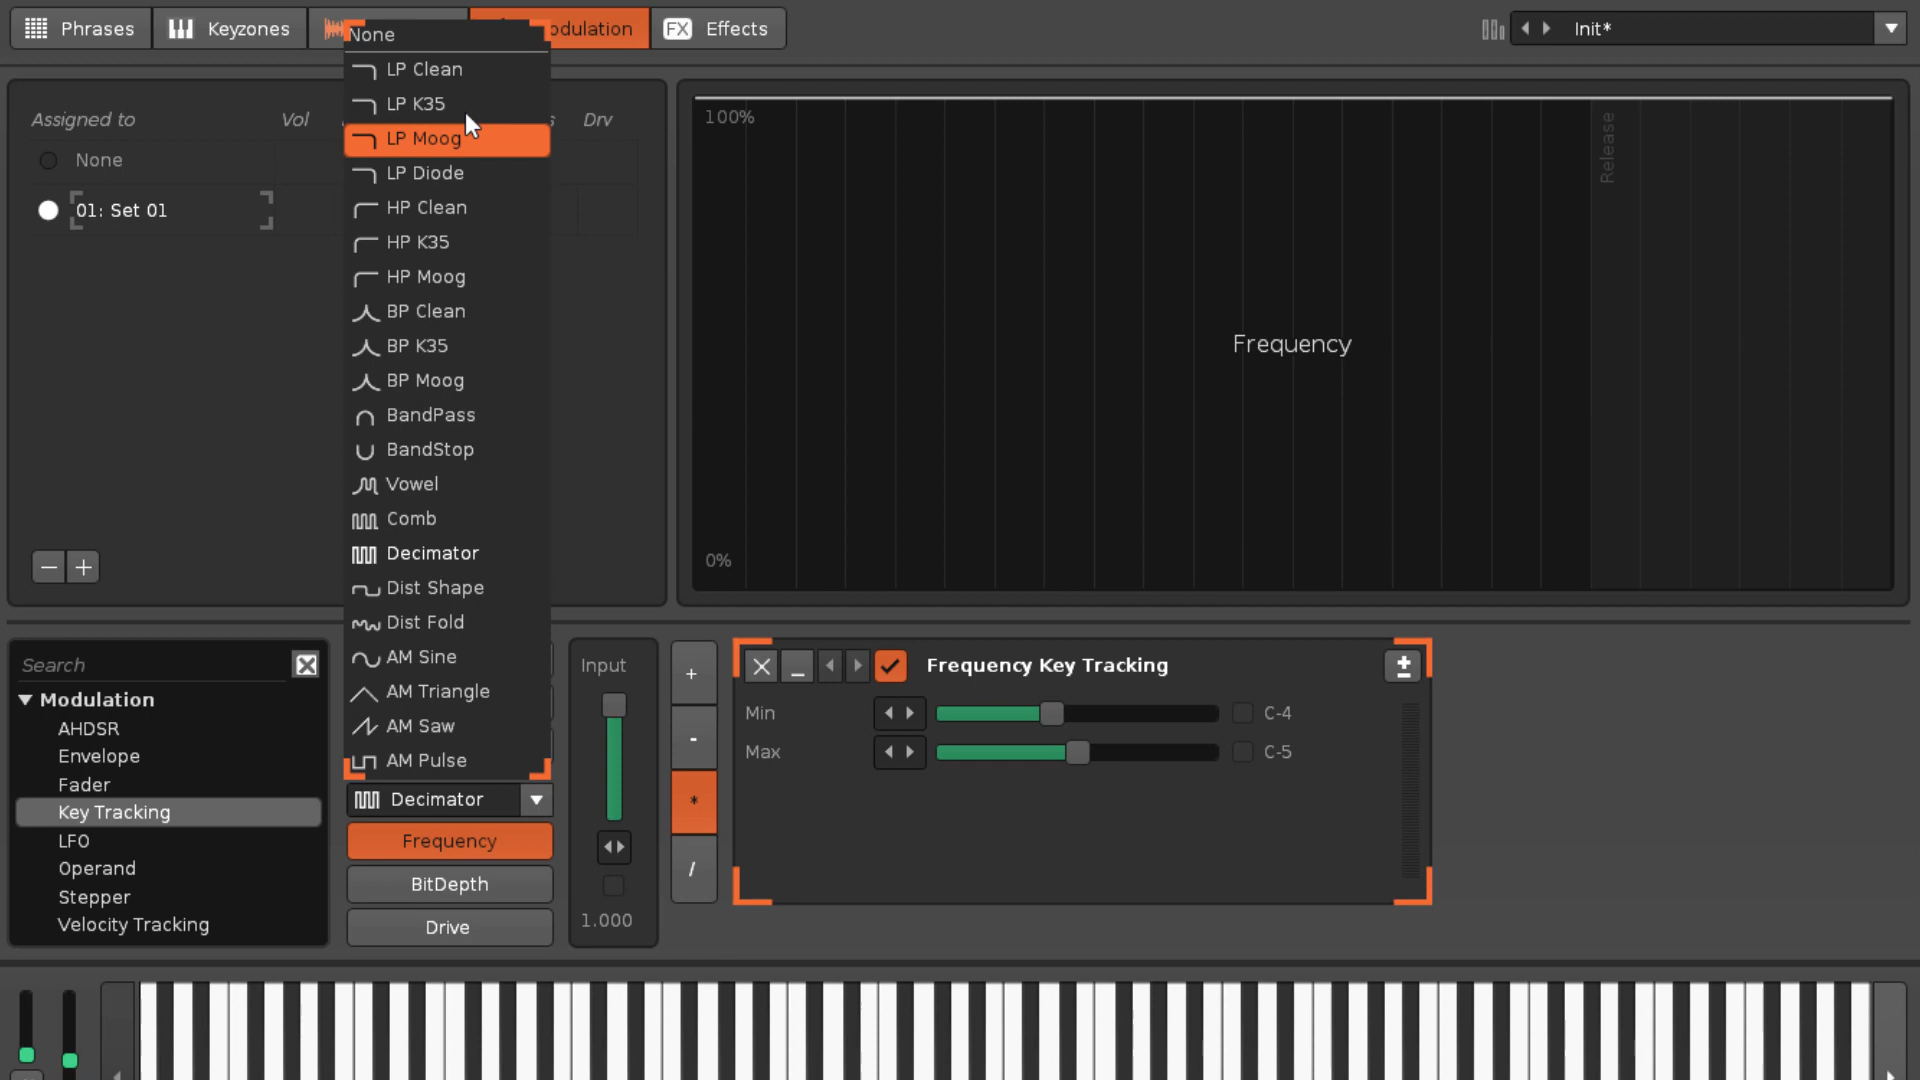 Phrases
Keyzones
odulation
FX Effects
Init*
Assigned to
Vol
s
Drv
None
01: Set 01
None
LP Clean
LP K35
LP Moog
LP Diode
HP Clean
HP K35
HP Moog
BP Clean
BP K35
BP Moog
BandPass
BandStop
Vowel
Comb
Decimator
Dist Shape
Dist Fold
AM Sine
AM Triangle
AM Saw
AM Pulse
100%
Release
Frequency
0%
Search
Modulation
AHDSR
Envelope
Fader
Key Tracking
LFO
Operand
Stepper
Velocity Tracking
Decimator
Frequency
BitDepth
Drive
Input
1.000
+
-
*
/
Frequency Key Tracking
Min
C-4
Max
C-5